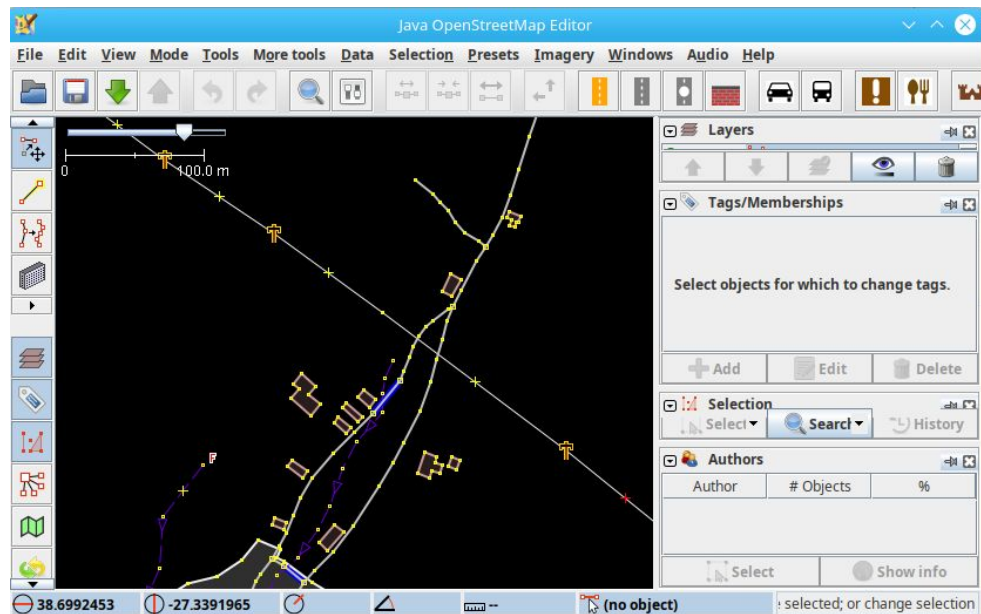 Java OpenStreetMap Editor
File Edit View Mode Tools More tools Data Selection Presets Imagery Windows Audio Help
0 100.0 m
F
Layers
Tags/Memberships
Select objects for which to change tags.
Add Edit Delete
Selection
Select Search History
Authors
Author # Objects %
Select Show info
38.6992453 -27.3391965 -- (no object) selected; or change selection